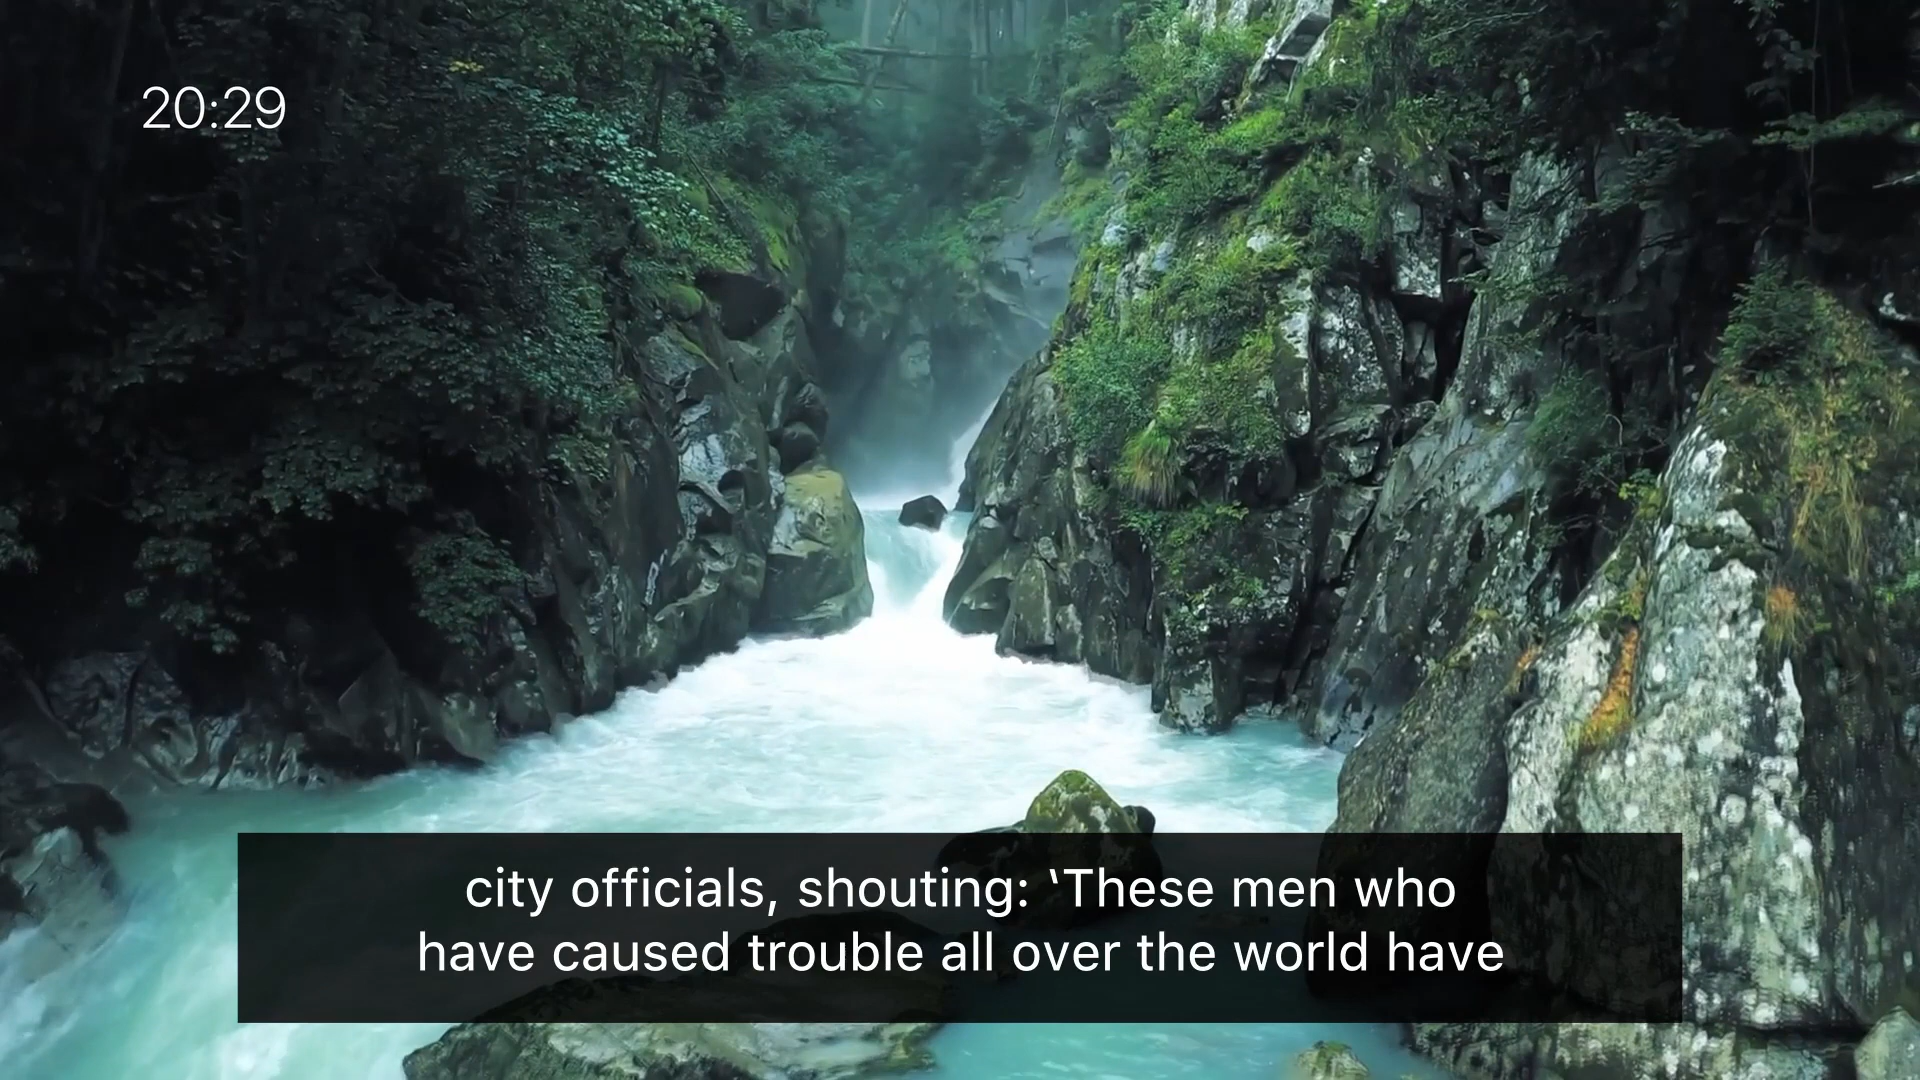 20:29
city officials, shouting: ‘These men who
have caused trouble all over the world have